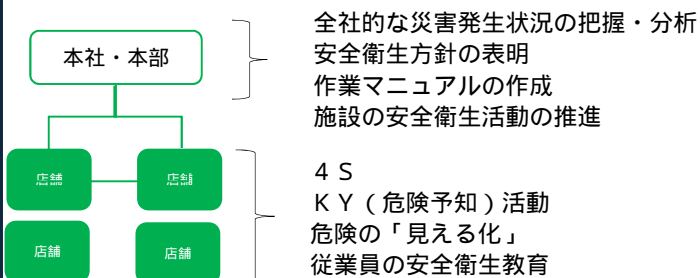 本社・本部
全社的な災害発生状況の把握・分析
安全衛生方針の表明
作業マニュアルの作成
施設の安全衛生活動の推進
店舗
店舗
店舗
店舗
４Ｓ
ＫＹ（危険予知）活動
危険の「見える化」
従業員の安全衛生教育